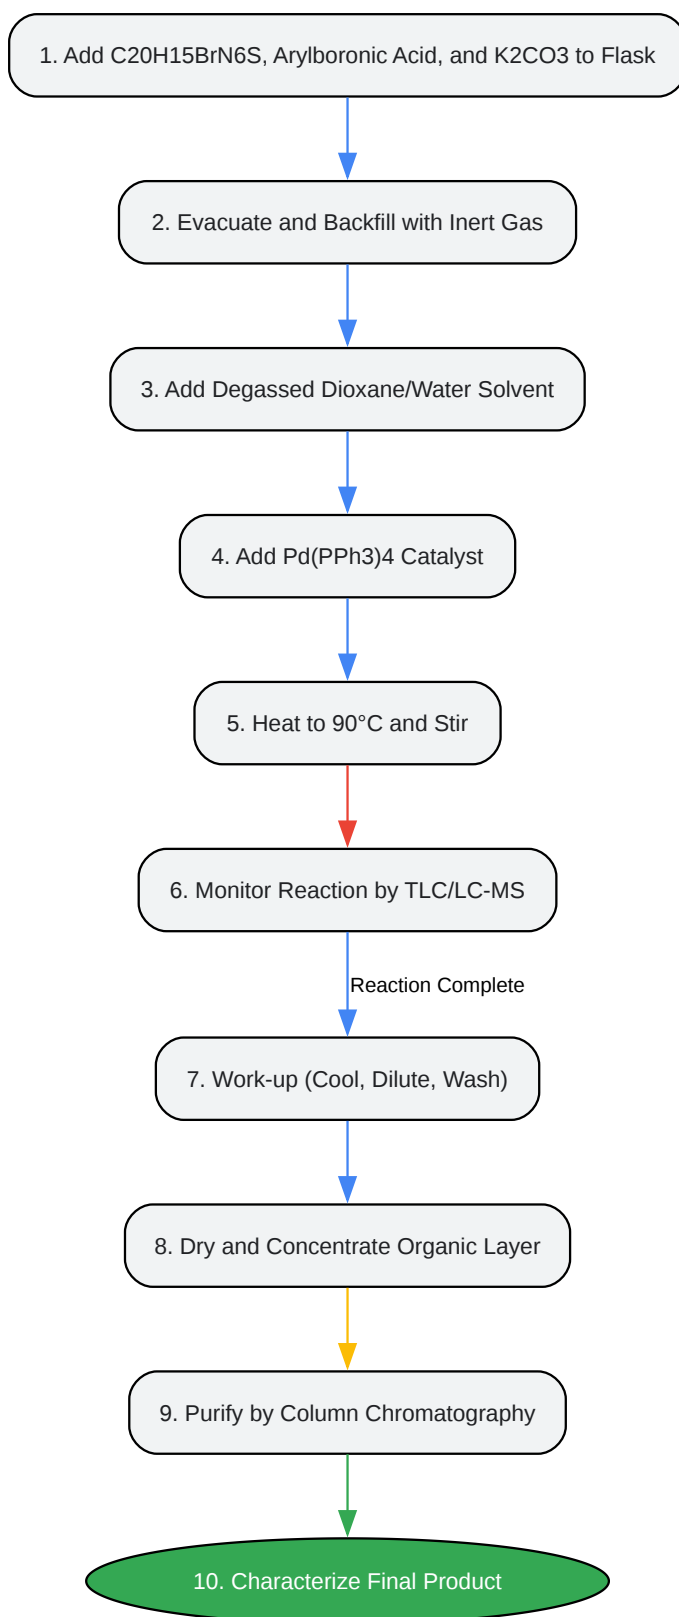 1. Add C20H15BrN6S, Arylboronic Acid, and K2CO3 to Flask
2. Evacuate and Backfill with Inert Gas
3. Add Degassed Dioxane/Water Solvent
4. Add Pd(PPh3)4 Catalyst
5. Heat to 90°C and Stir
6. Monitor Reaction by TLC/LC-MS
Reaction Complete
7. Work-up (Cool, Dilute, Wash)
8. Dry and Concentrate Organic Layer
9. Purify by Column Chromatography
10. Characterize Final Product